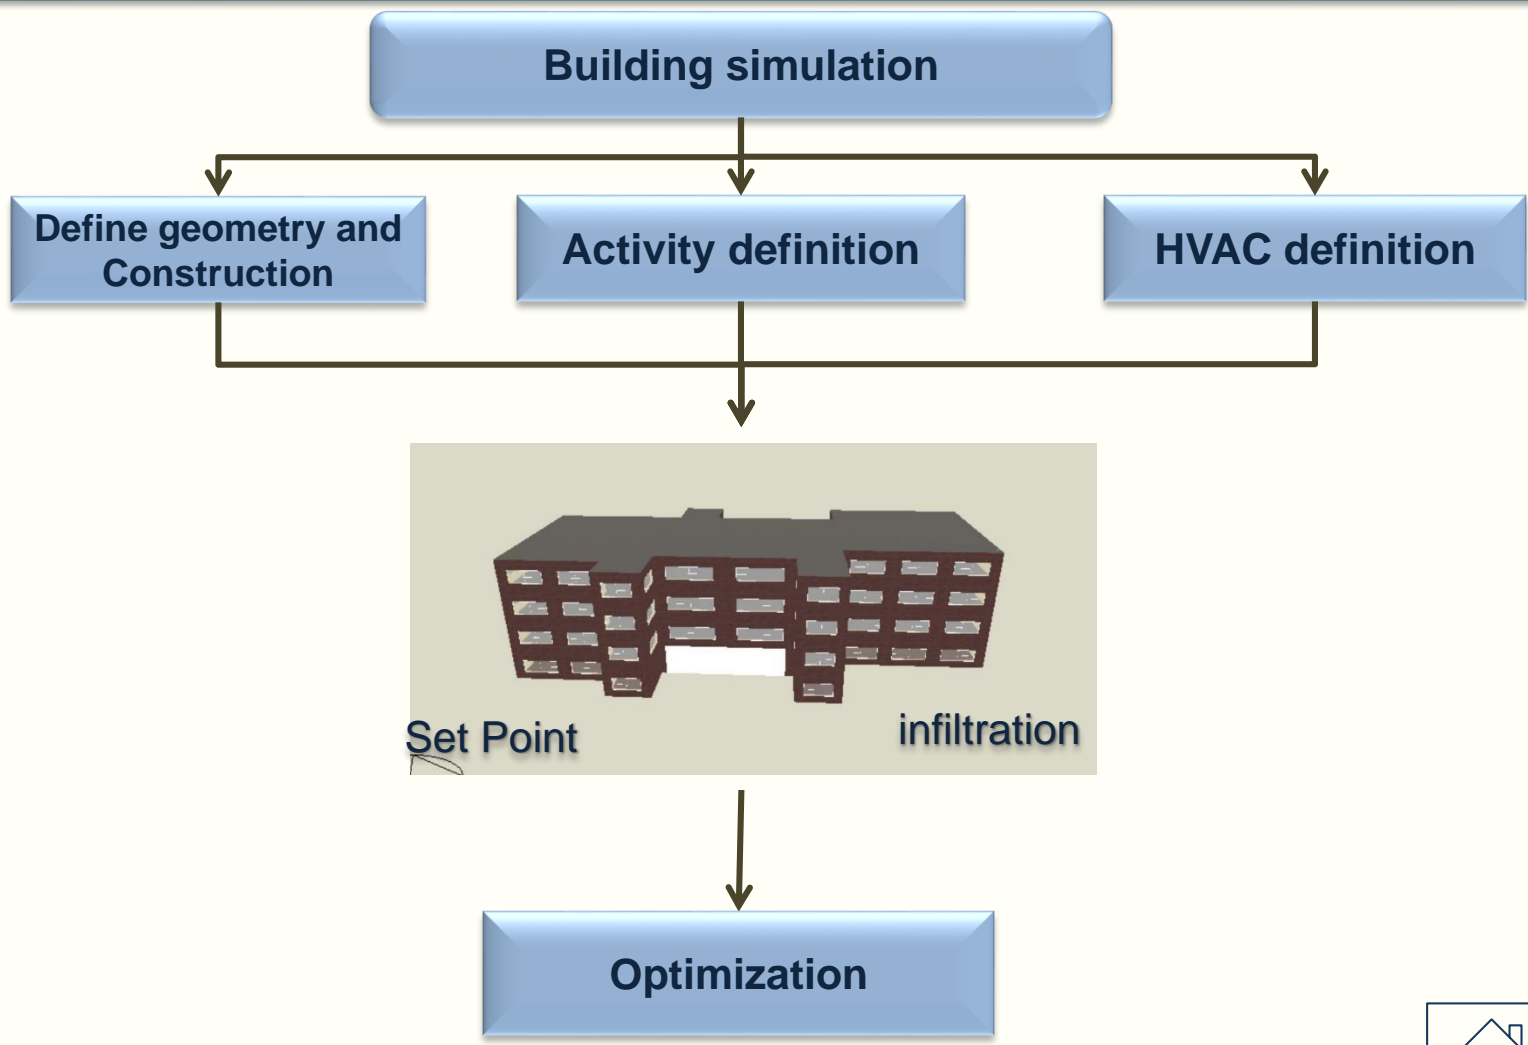 Building simulation
Define geometry and
Construction
Activity definition
HVAC definition
Set Point
infiltration
Optimization